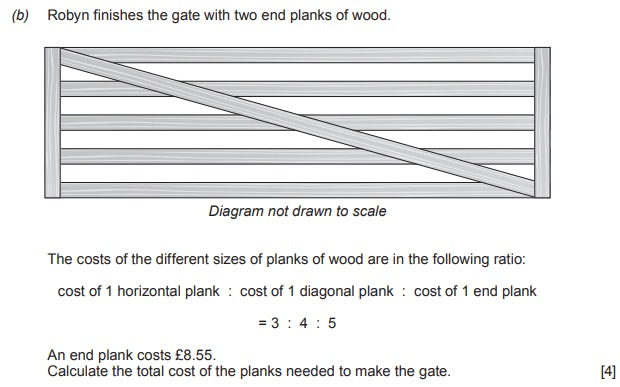 (b) Robyn finishes the gate with two end planks of wood.
Diagram not drawn to scale
The costs of the different sizes of planks of wood are in the following ratio:
cost of 1 horizontal plank : cost of 1 diagonal plank : cost of 1 end plank
= 3 : 4 : 5
An end plank costs £8.55.
Calculate the total cost of the planks needed to make the gate. [4]